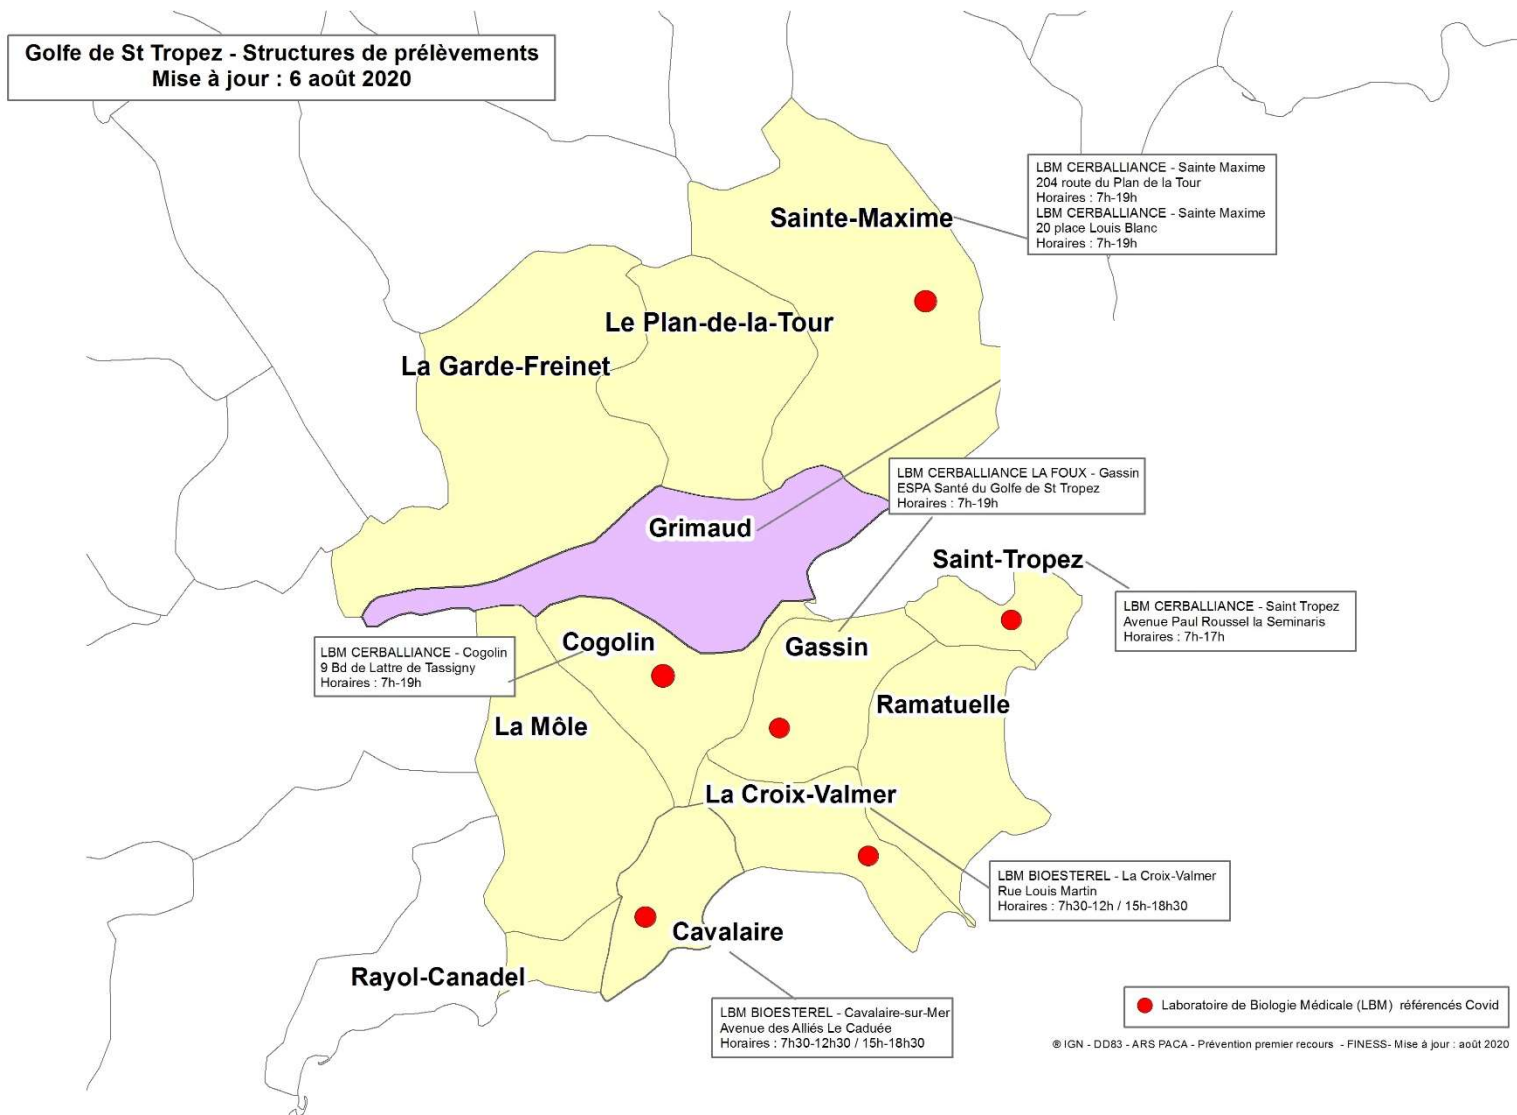 Golfe de St Tropez - Structures de prélèvements
Mise à jour : 6 août 2020
LBM CERBALLIANCE - Sainte Maxime
204 route du Plan de la Tour
Horaires : 7h-19h
LBM CERBALLIANCE - Sainte Maxime
20 place Louis Blanc
Horaires : 7h-19h
Sainte-Maxime
Le Plan-de-la-Tour
La Garde-Freinet
LBM CERBALLIANCE LA FOUX - Gassin
ESPA Santé du Golfe de St Tropez
Horaires : 7h-19h
Grimaud
Saint-Tropez
LBM CERBALLIANCE - Saint Tropez
Avenue Paul Roussel la Seminaris
Horaires : 7h-17h
Cogolin
Gassin
LBM CERBALLIANCE - Cogolin
9 Bd de Lattre de Tassigny
Horaires : 7h-19h
Ramatuelle
La Môle
La Croix-Valmer
LBM BIOESTEREL - La Croix-Valmer
Rue Louis Martin
Horaires : 7h30-12h / 15h-18h30
Cavalaire
Rayol-Canadel
LBM BIOESTEREL - Cavalaire-sur-Mer
Avenue des Alliés Le Caduée
Horaires : 7h30-12h30 / 15h-18h30
Laboratoire de Biologie Médicale (LBM) référencés Covid
® IGN - DD83 - ARS PACA - Prévention premier recours - FINESS- Mise à jour : août 2020